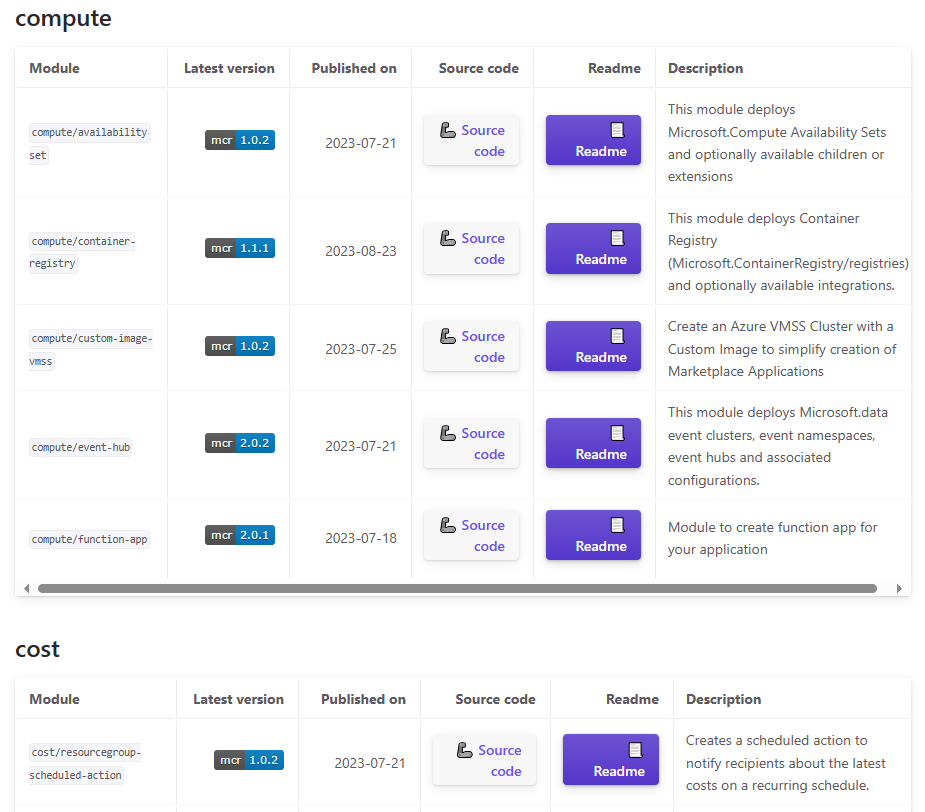 compute
Module Latest version Published on Source code Readme Description
compute/availability-
set
mcr 1.0.2
2023-07-21
Source
code
Readme
This module deploys
Microsoft.Compute Availability Sets
and optionally available children or
extensions
compute/container-
registry
mcr 1.1.1
2023-08-23
Source
code
Readme
This module deploys Container
Registry
(Microsoft.ContainerRegistry/registries)
and optionally available integrations.
compute/custom-image-
vmss
mcr 1.0.2
2023-07-25
Source
code
Readme
Create an Azure VMSS Cluster with a
Custom Image to simplify creation of
Marketplace Applications
compute/event-hub
mcr 2.0.2
2023-07-21
Source
code
Readme
This module deploys Microsoft.data
event clusters, event namespaces,
event hubs and associated
configurations.
compute/function-app
mcr 2.0.1
2023-07-18
Source
code
Readme
Module to create function app for
your application
cost
Module Latest version Published on Source code Readme Description
cost/resourcegroup-
scheduled-action
mcr 1.0.2
2023-07-21
Source
code
Readme
Creates a scheduled action to
notify recipients about the latest
costs on a recurring schedule.